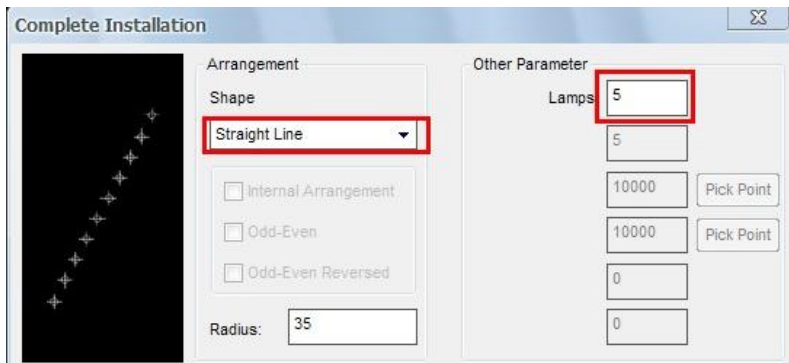 Complete Installation
Arrangement
Shape
Straight Line
Internal Arrangement
Odd-Even
Odd-Even Reversed
Radius: 35
Other Parameter
Lamps 5
5
10000 Pick Point
10000 Pick Point
0
0